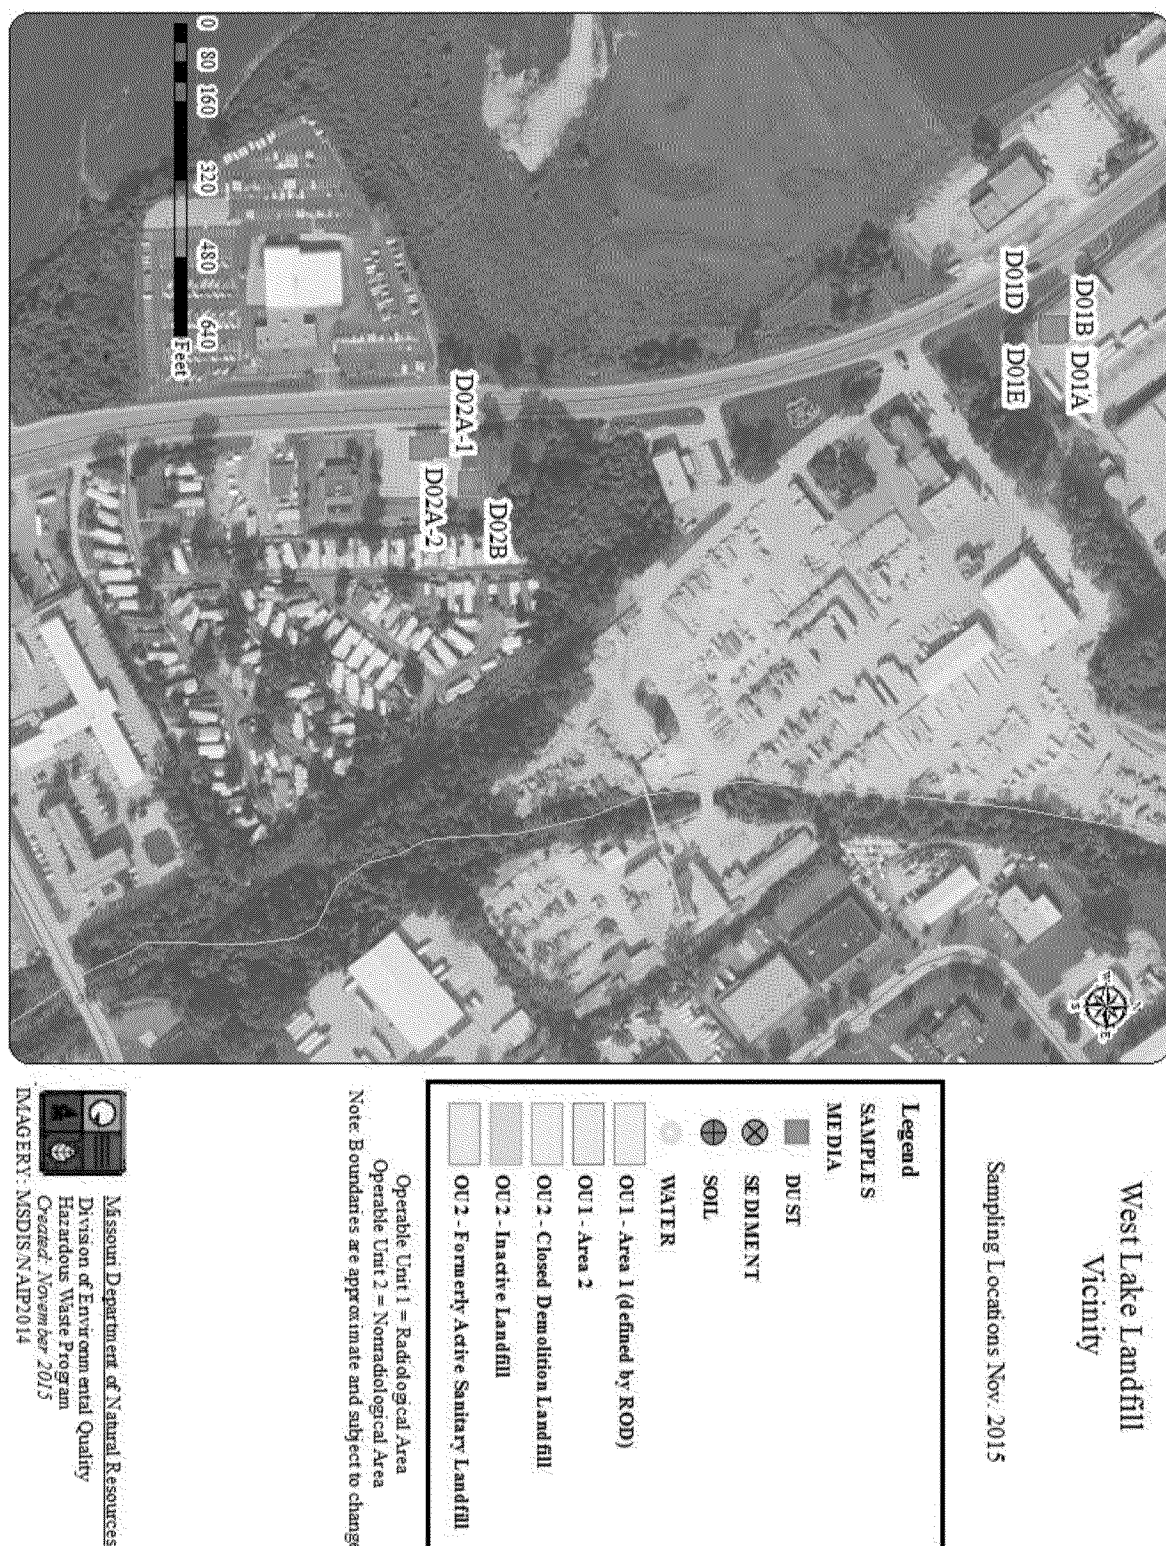 West Lake Landfill
Vicinity
Sampling Locations Nov. 2015
Legend
SAMPLES
MEDIA
DUST
SEDIMENT
SOIL
WATER
OU1 - Area 1 (defined by ROD)
OU1 - Area 2
OU2 - Closed Demolition Landfill
OU2 - Inactive Landfill
OU2 - Formerly Active Sanitary Landfill
Operable Unit 1 = Radiological Area
Operable Unit 2 = Nonradiological Area
Note: Boundaries are approximate and subject to change
Missouri Department of Natural Resources
Division of Environmental Quality
Hazardous Waste Program
Created: November 2015
IMAGERY: MSDIS NAIP2014
D01B
D01A
D01D
D01E
D02B
D02A-1
D02A-2
0 80 160 320 480 640
Feet